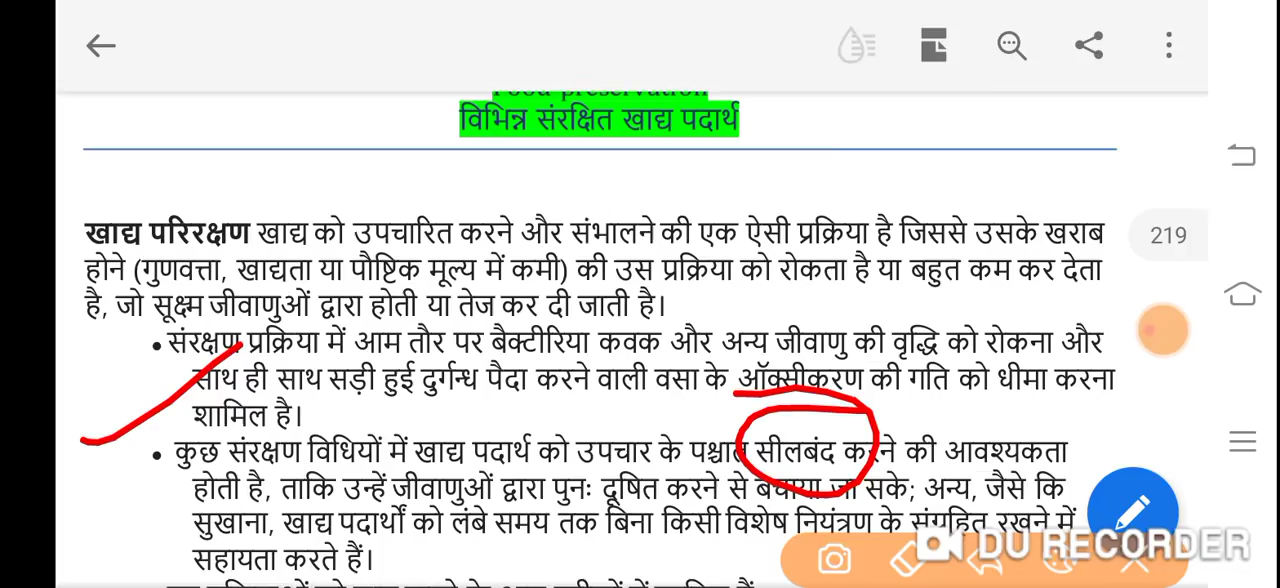 Food preservation
विभिन्न संरक्षित खाद्य पदार्थ
खाद्य परिरक्षण खाद्य को उपचारित करने और संभालने की एक ऐसी प्रक्रिया है जिससे उसके खराब
होने (गुणवत्ता, खाद्यता या पौष्टिक मूल्य में कमी) की उस प्रक्रिया को रोकता है या बहुत कम कर देता
है, जो सूक्ष्म जीवाणुओं द्वारा होती या तेज कर दी जाती है।
219
• संरक्षण प्रक्रिया में आम तौर पर बैक्टीरिया कवक और अन्य जीवाणु की वृद्धि को रोकना और
साथ ही साथ सड़ी हुई दुर्गन्ध पैदा करने वाली वसा के ऑक्सीकरण की गति को धीमा करना
शामिल है।
• कुछ संरक्षण विधियों में खाद्य पदार्थ को उपचार के पश्चात सीलबंद करने की आवश्यकता
होती है, ताकि उन्हें जीवाणुओं द्वारा पुनः दूषित करने से बचाया जा सके; अन्य, जैसे कि
सुखाना, खाद्य पदार्थों को लंबे समय तक बिना किसी विशेष नियंत्रण के संग्रहित रखने में
सहायता करते हैं।
DU RECORDER